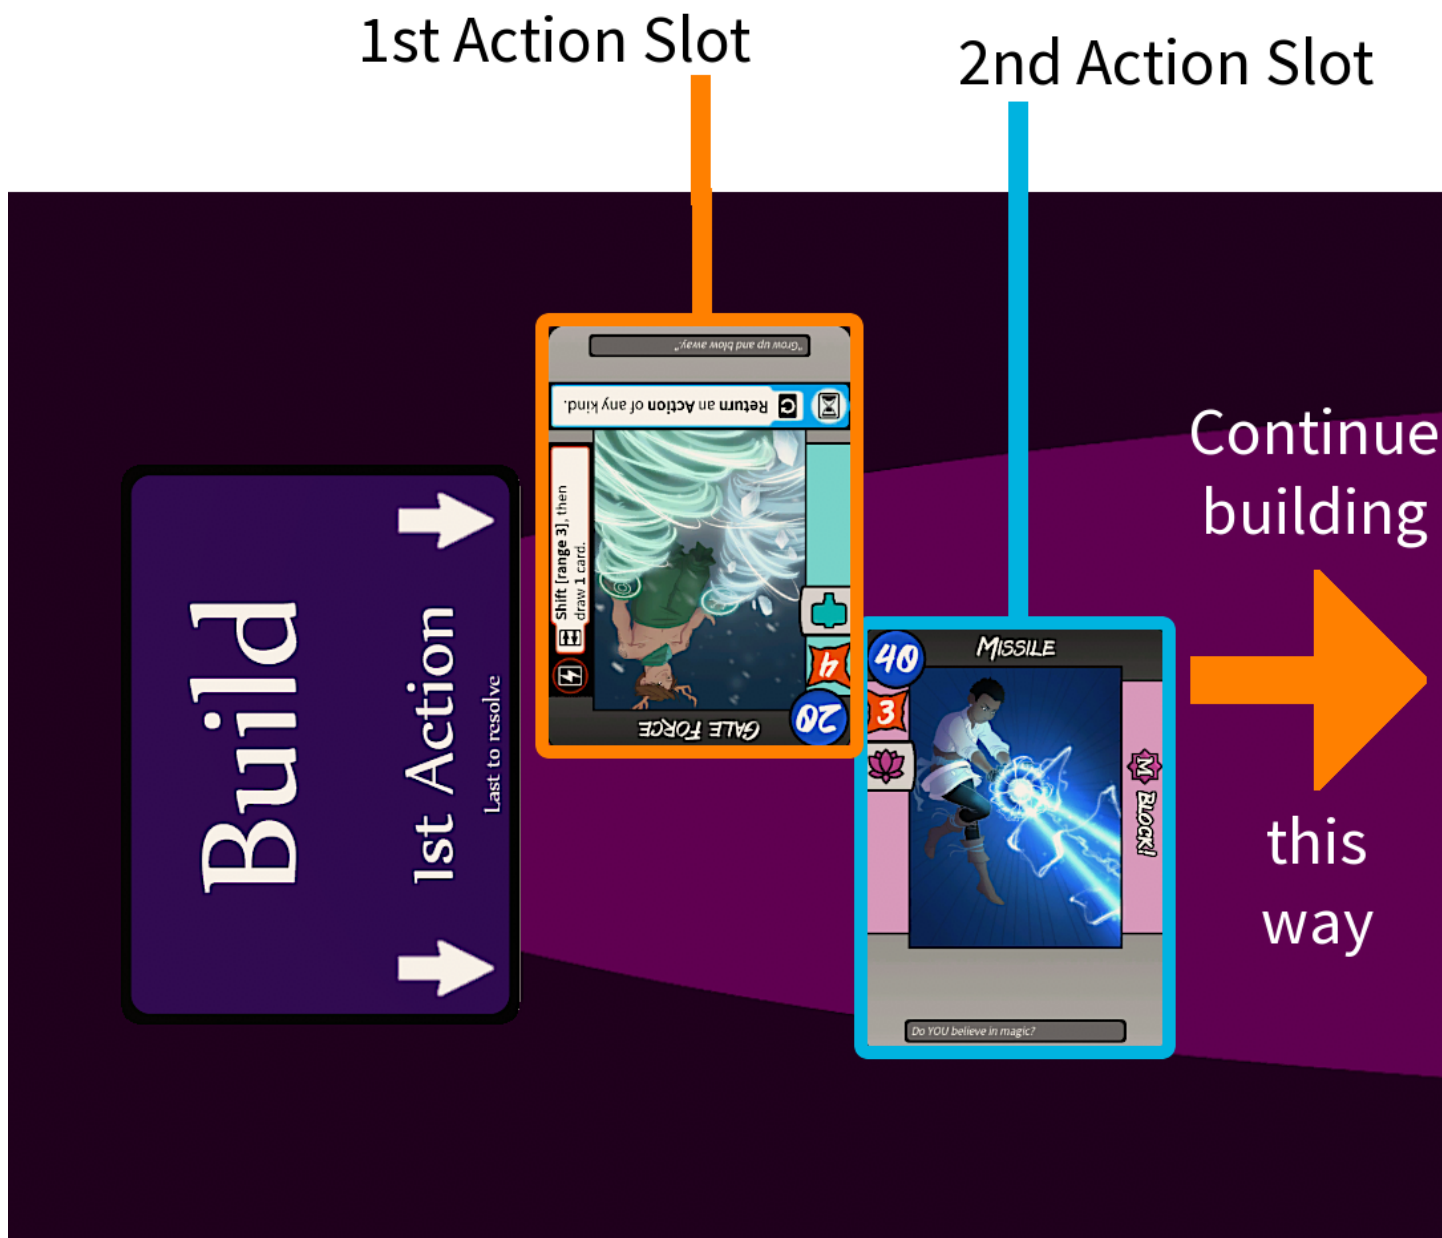 1st Action Slot
2nd Action Slot
Build
1st Action
Last to resolve
"Grow up and blow away."
Return an Action of any kind.
Shift [range 3], then
draw 1 card.
4
20
GALE FORCE
40
MISSILE
3
M BLOCK!
Do YOU believe in magic?
Continue
building
this
way